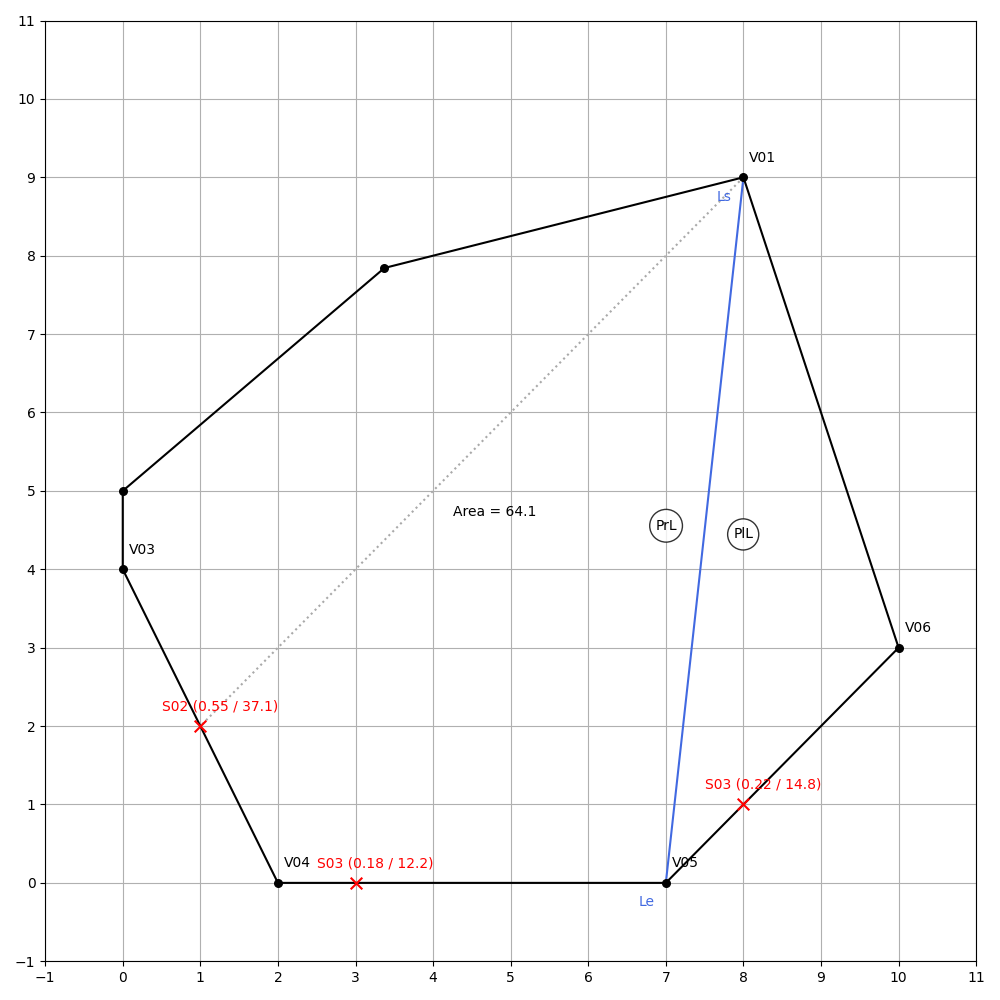 11
10
9
8
7
6
5
4
3
2
1
0
−1
V01
Ls
Area = 64.1
PrL
PlL
V03
V06
S02 (0.55 / 37.1)
S03 (0.22 / 14.8)
V04
S03 (0.18 / 12.2)
V05
Le
−1 0 1 2 3 4 5 6 7 8 9 10 11